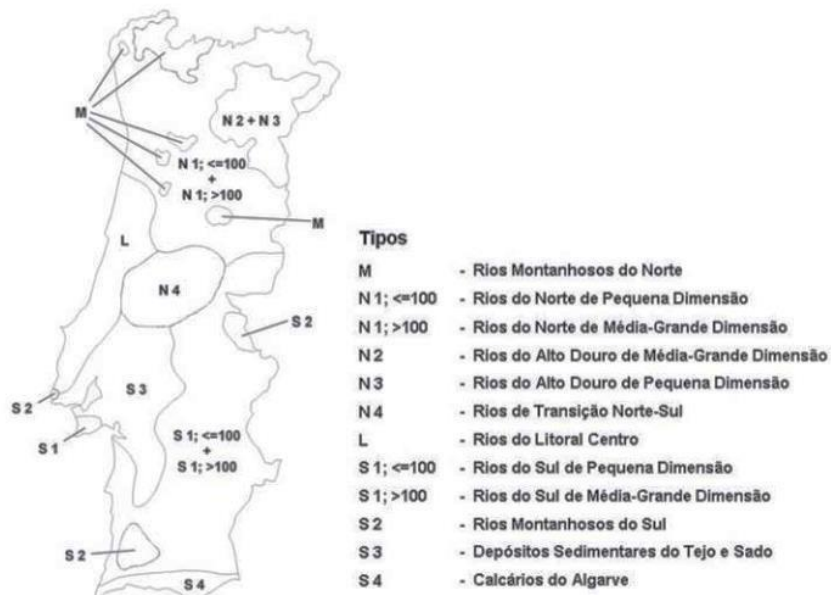 M
N 2 + N 3
N 1; <=100
+
N 1; >100
M
L
N 4
S 2
S 3
S 2
S 1
S 1; <=100
+
S 1; >100
S 2
S 4
Tipos
M - Rios Montanhosos do Norte
N 1; <=100 - Rios do Norte de Pequena Dimensão
N 1; >100 - Rios do Norte de Média-Grande Dimensão
N 2 - Rios do Alto Douro de Média-Grande Dimensão
N 3 - Rios do Alto Douro de Pequena Dimensão
N 4 - Rios de Transição Norte-Sul
L - Rios do Litoral Centro
S 1; <=100 - Rios do Sul de Pequena Dimensão
S 1; >100 - Rios do Sul de Média-Grande Dimensão
S 2 - Rios Montanhosos do Sul
S 3 - Depósitos Sedimentares do Tejo e Sado
S 4 - Calcários do Algarve